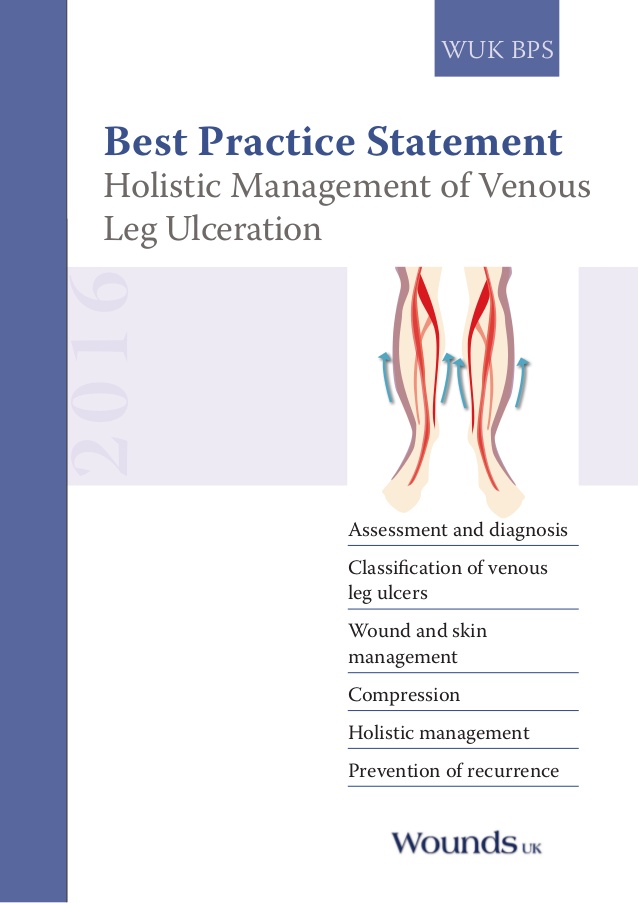 WUK BPS
Best Practice Statement
Holistic Management of Venous
Leg Ulceration
2016
Assessment and diagnosis
Classification of venous
leg ulcers
Wound and skin
management
Compression
Holistic management
Prevention of recurrence
Wounds UK